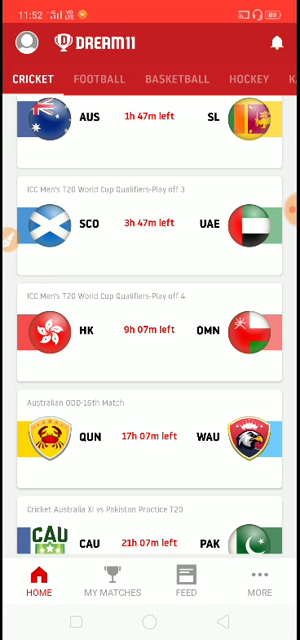 11:52
DREAM11
CRICKET FOOTBALL BASKETBALL HOCKEY K
AUS 1h 47m left SL
ICC Men's T20 World Cup Qualifiers-Play off 3
SCO 3h 47m left UAE
ICC Men's T20 World Cup Qualifiers-Play off 4
HK 9h 07m left OMN
Australian ODD-16th Match
QUN 17h 07m left WAU
Cricket Australia XI vs Pakistan Practice T20
CAU
CAU 21h 07m left PAK
HOME MY MATCHES FEED MORE